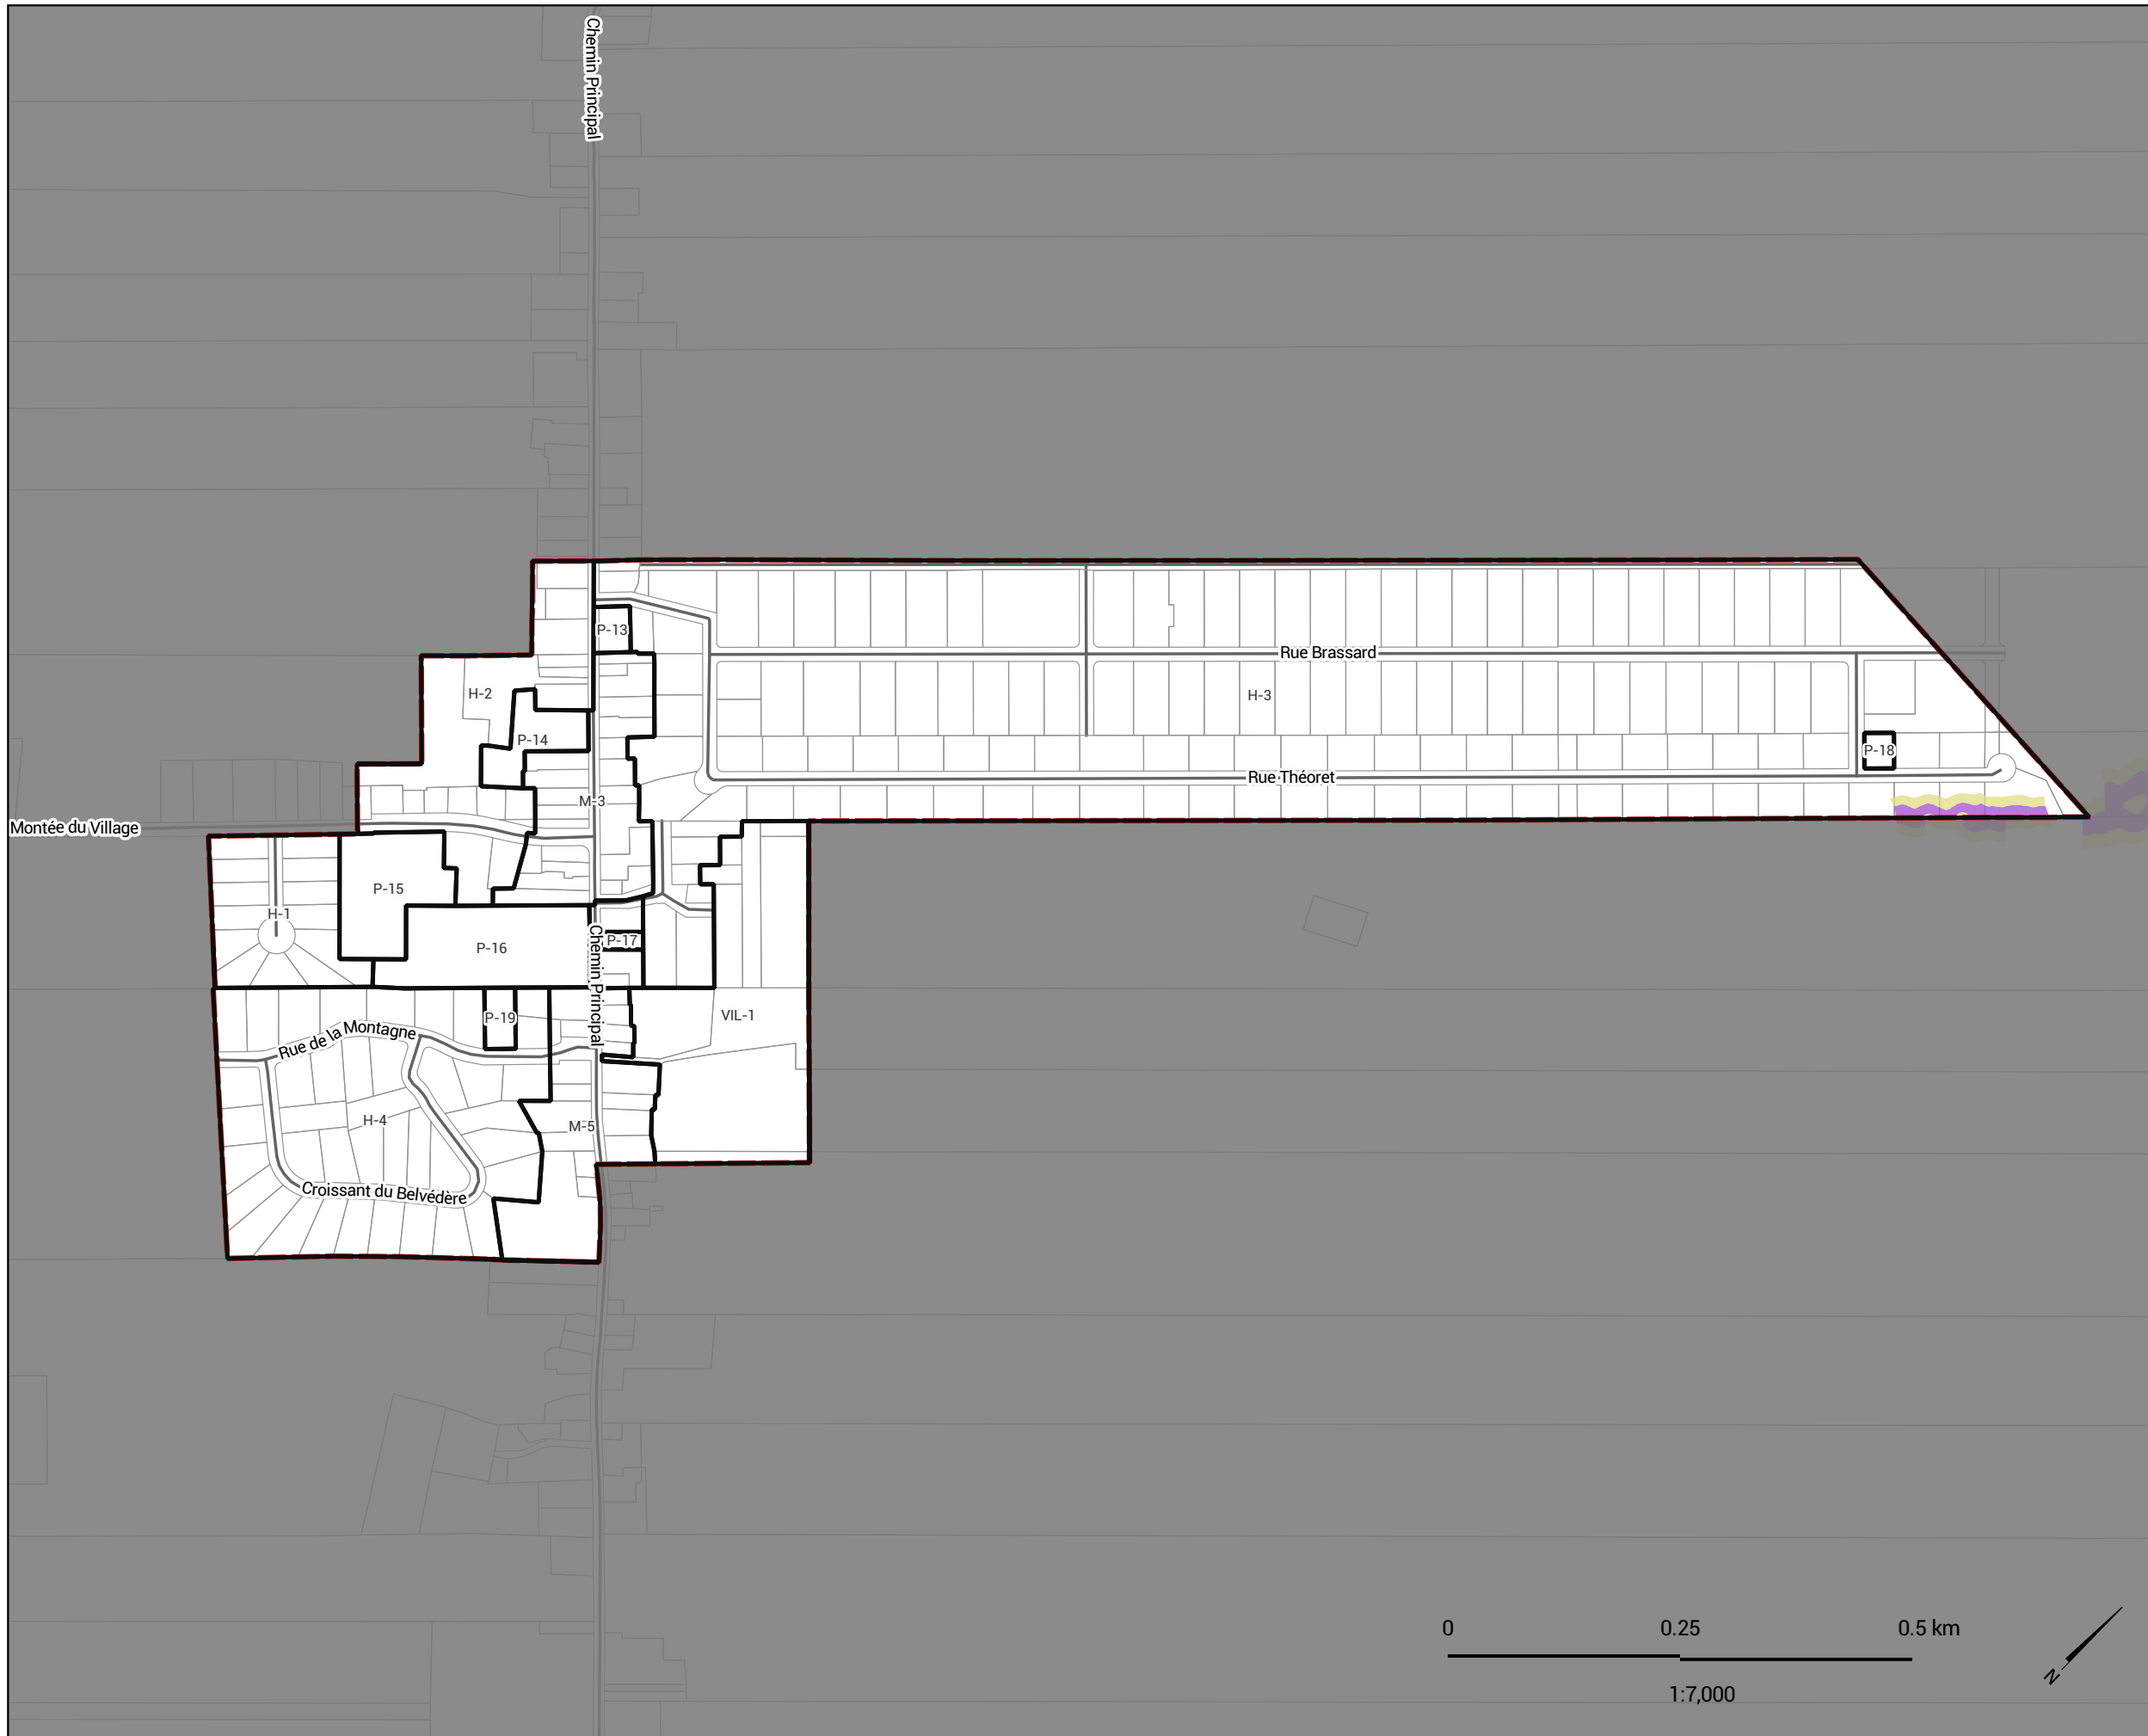 Chemin Principal
P-13
Rue Brassard
H-2
H-3
P-14
P-18
Rue Théoret
M-3
Montée du Village
P-15
H-1
P-17
P-16
Chemin Principal
VIL-1
P-19
Rue de la Montagne
H-4
M-5
Croissant du Belvédère
0 0.25 0.5 km
1:7,000
N